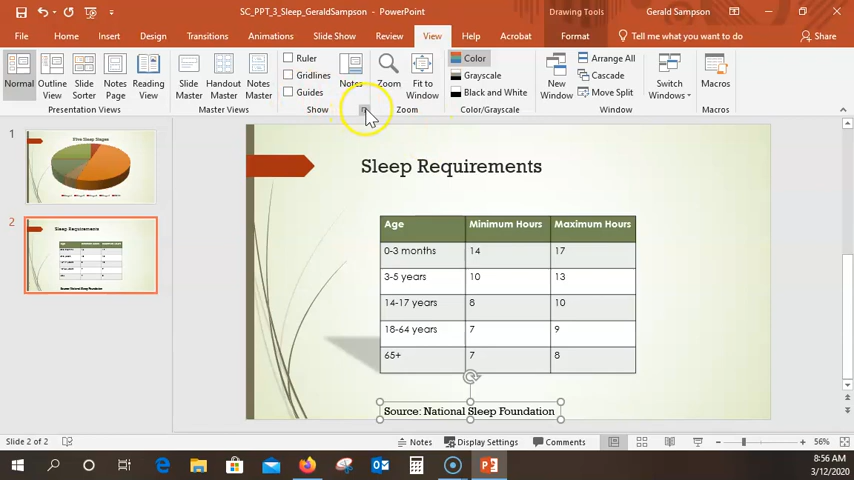 SC_PPT_3_Sleep_GeraldSampson - PowerPoint
Drawing Tools
Gerald Sampson
File Home Insert Design Transitions Animations Slide Show Review View Help Acrobat Format Tell me what you want to do Share
Normal
Outline View
Slide Sorter
Notes Page
Reading View
Presentation Views
Slide Master
Handout Master
Notes Master
Master Views
Ruler
Gridlines
Guides
Notes
Show
Zoom
Fit to Window
Zoom
Color
Grayscale
Black and White
Color/Grayscale
New Window
Arrange All
Cascade
Move Split
Window
Switch Windows
Macros
Macros
1
Five Sleep Stages
2
Sleep Requirements
Source: National Sleep Foundation
Sleep Requirements
Age Minimum Hours Maximum Hours
0-3 months 14 17
3-5 years 10 13
14-17 years 8 10
18-64 years 7 9
65+ 7 8
Source: National Sleep Foundation
Slide 2 of 2
Notes Display Settings Comments 56%
8:56 AM
3/12/2020